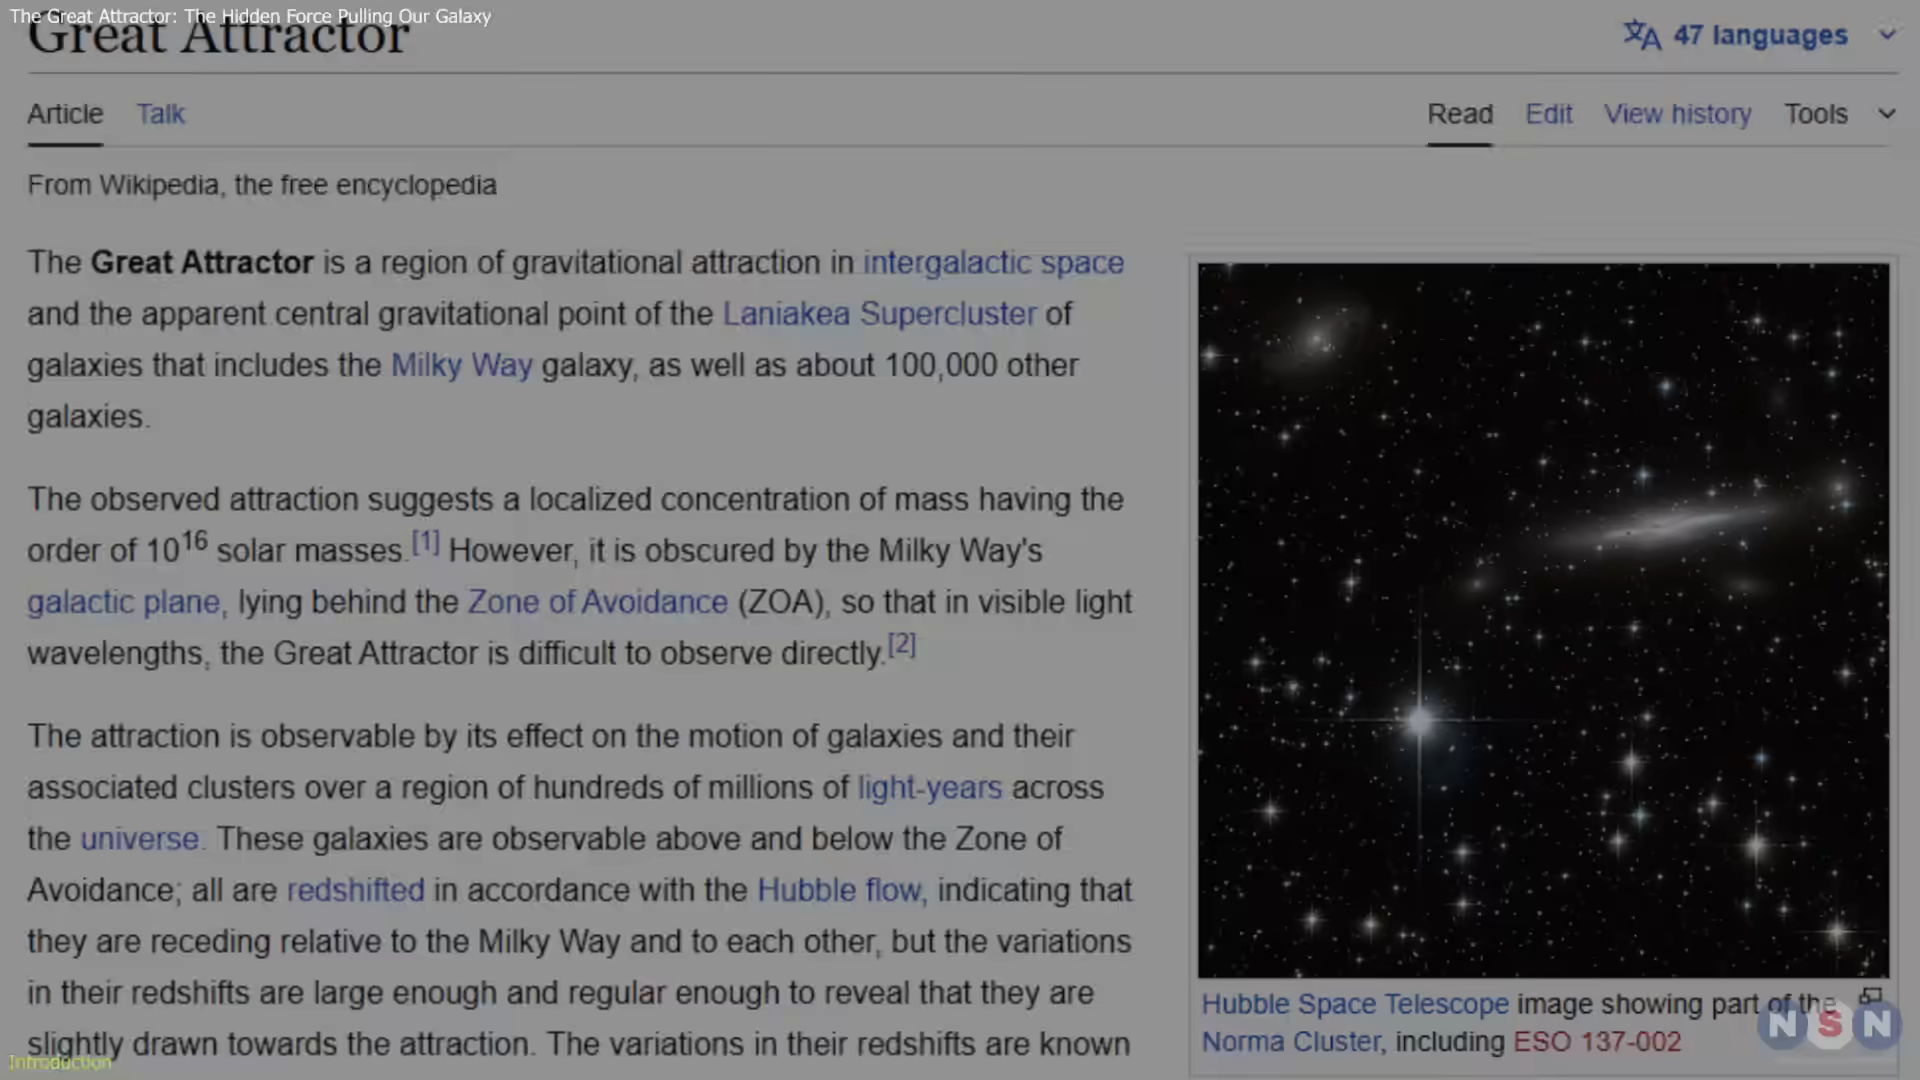 The Great Attractor: The Hidden Force Pulling Our Galaxy
Great Attractor
47 languages
Article Talk
Read Edit View history Tools
From Wikipedia, the free encyclopedia
The Great Attractor is a region of gravitational attraction in intergalactic space
and the apparent central gravitational point of the Laniakea Supercluster of
galaxies that includes the Milky Way galaxy, as well as about 100,000 other
galaxies.
The observed attraction suggests a localized concentration of mass having the
order of 10¹⁶ solar masses.[1] However, it is obscured by the Milky Way's
galactic plane, lying behind the Zone of Avoidance (ZOA), so that in visible light
wavelengths, the Great Attractor is difficult to observe directly.[2]
The attraction is observable by its effect on the motion of galaxies and their
associated clusters over a region of hundreds of millions of light-years across
the universe. These galaxies are observable above and below the Zone of
Avoidance; all are redshifted in accordance with the Hubble flow, indicating that
they are receding relative to the Milky Way and to each other, but the variations
in their redshifts are large enough and regular enough to reveal that they are
slightly drawn towards the attraction. The variations in their redshifts are known
Hubble Space Telescope image showing part of the
Norma Cluster, including ESO 137-002
NSN
Introduction